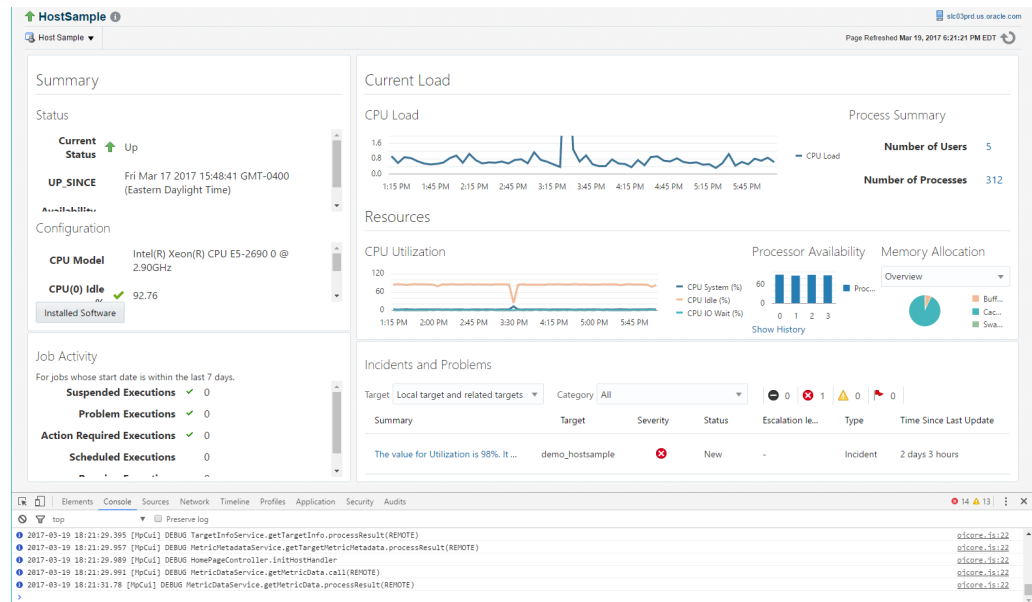 HostSample
slc03prd.us.oracle.com
Host Sample
Page Refreshed Mar 19, 2017 6:21:21 PM EDT
Summary
Status
Current Status Up
UP_SINCE Fri Mar 17 2017 15:48:41 GMT-0400 (Eastern Daylight Time)
Availability
Configuration
CPU Model Intel(R) Xeon(R) CPU E5-2690 0 @ 2.90GHz
CPU(0) Idle % 92.76
Installed Software
Job Activity
For jobs whose start date is within the last 7 days.
Suspended Executions 0
Problem Executions 0
Action Required Executions 0
Scheduled Executions 0
Current Load
CPU Load
1.6
0.8
0.0
1:15 PM 1:45 PM 2:15 PM 2:45 PM 3:15 PM 3:45 PM 4:15 PM 4:45 PM 5:15 PM 5:45 PM
CPU Load
Process Summary
Number of Users 5
Number of Processes 312
Resources
CPU Utilization
120
60
0
1:15 PM 2:00 PM 2:45 PM 3:30 PM 4:15 PM 5:00 PM 5:45 PM
CPU System (%)
CPU Idle (%)
CPU IO Wait (%)
Processor Availability
60
0
0 1 2 3
Proc...
Show History
Memory Allocation
Overview
Buff...
Cac...
Swa...
Incidents and Problems
Target Local target and related targets Category All 0 1 0 0
Summary Target Severity Status Escalation le... Type Time Since Last Update
The value for Utilization is 98%. It ... demo_hostsample New - Incident 2 days 3 hours
Elements Console Sources Network Timeline Profiles Application Security Audits 14 13
top Preserve log
2017-03-19 18:21:29.395 [MpCui] DEBUG TargetInfoService.getTargetInfo.processResult(REMOTE) ojcore.js:22
2017-03-19 18:21:29.957 [MpCui] DEBUG MetricMetadataService.getTargetMetricMetadata.processResult(REMOTE) ojcore.js:22
2017-03-19 18:21:29.989 [MpCui] DEBUG HomePageController.initHostHandler ojcore.js:22
2017-03-19 18:21:29.991 [MpCui] DEBUG MetricDataService.getMetricData.call(REMOTE) ojcore.js:22
2017-03-19 18:21:31.78 [MpCui] DEBUG MetricDataService.getMetricData.processResult(REMOTE) ojcore.js:22
>